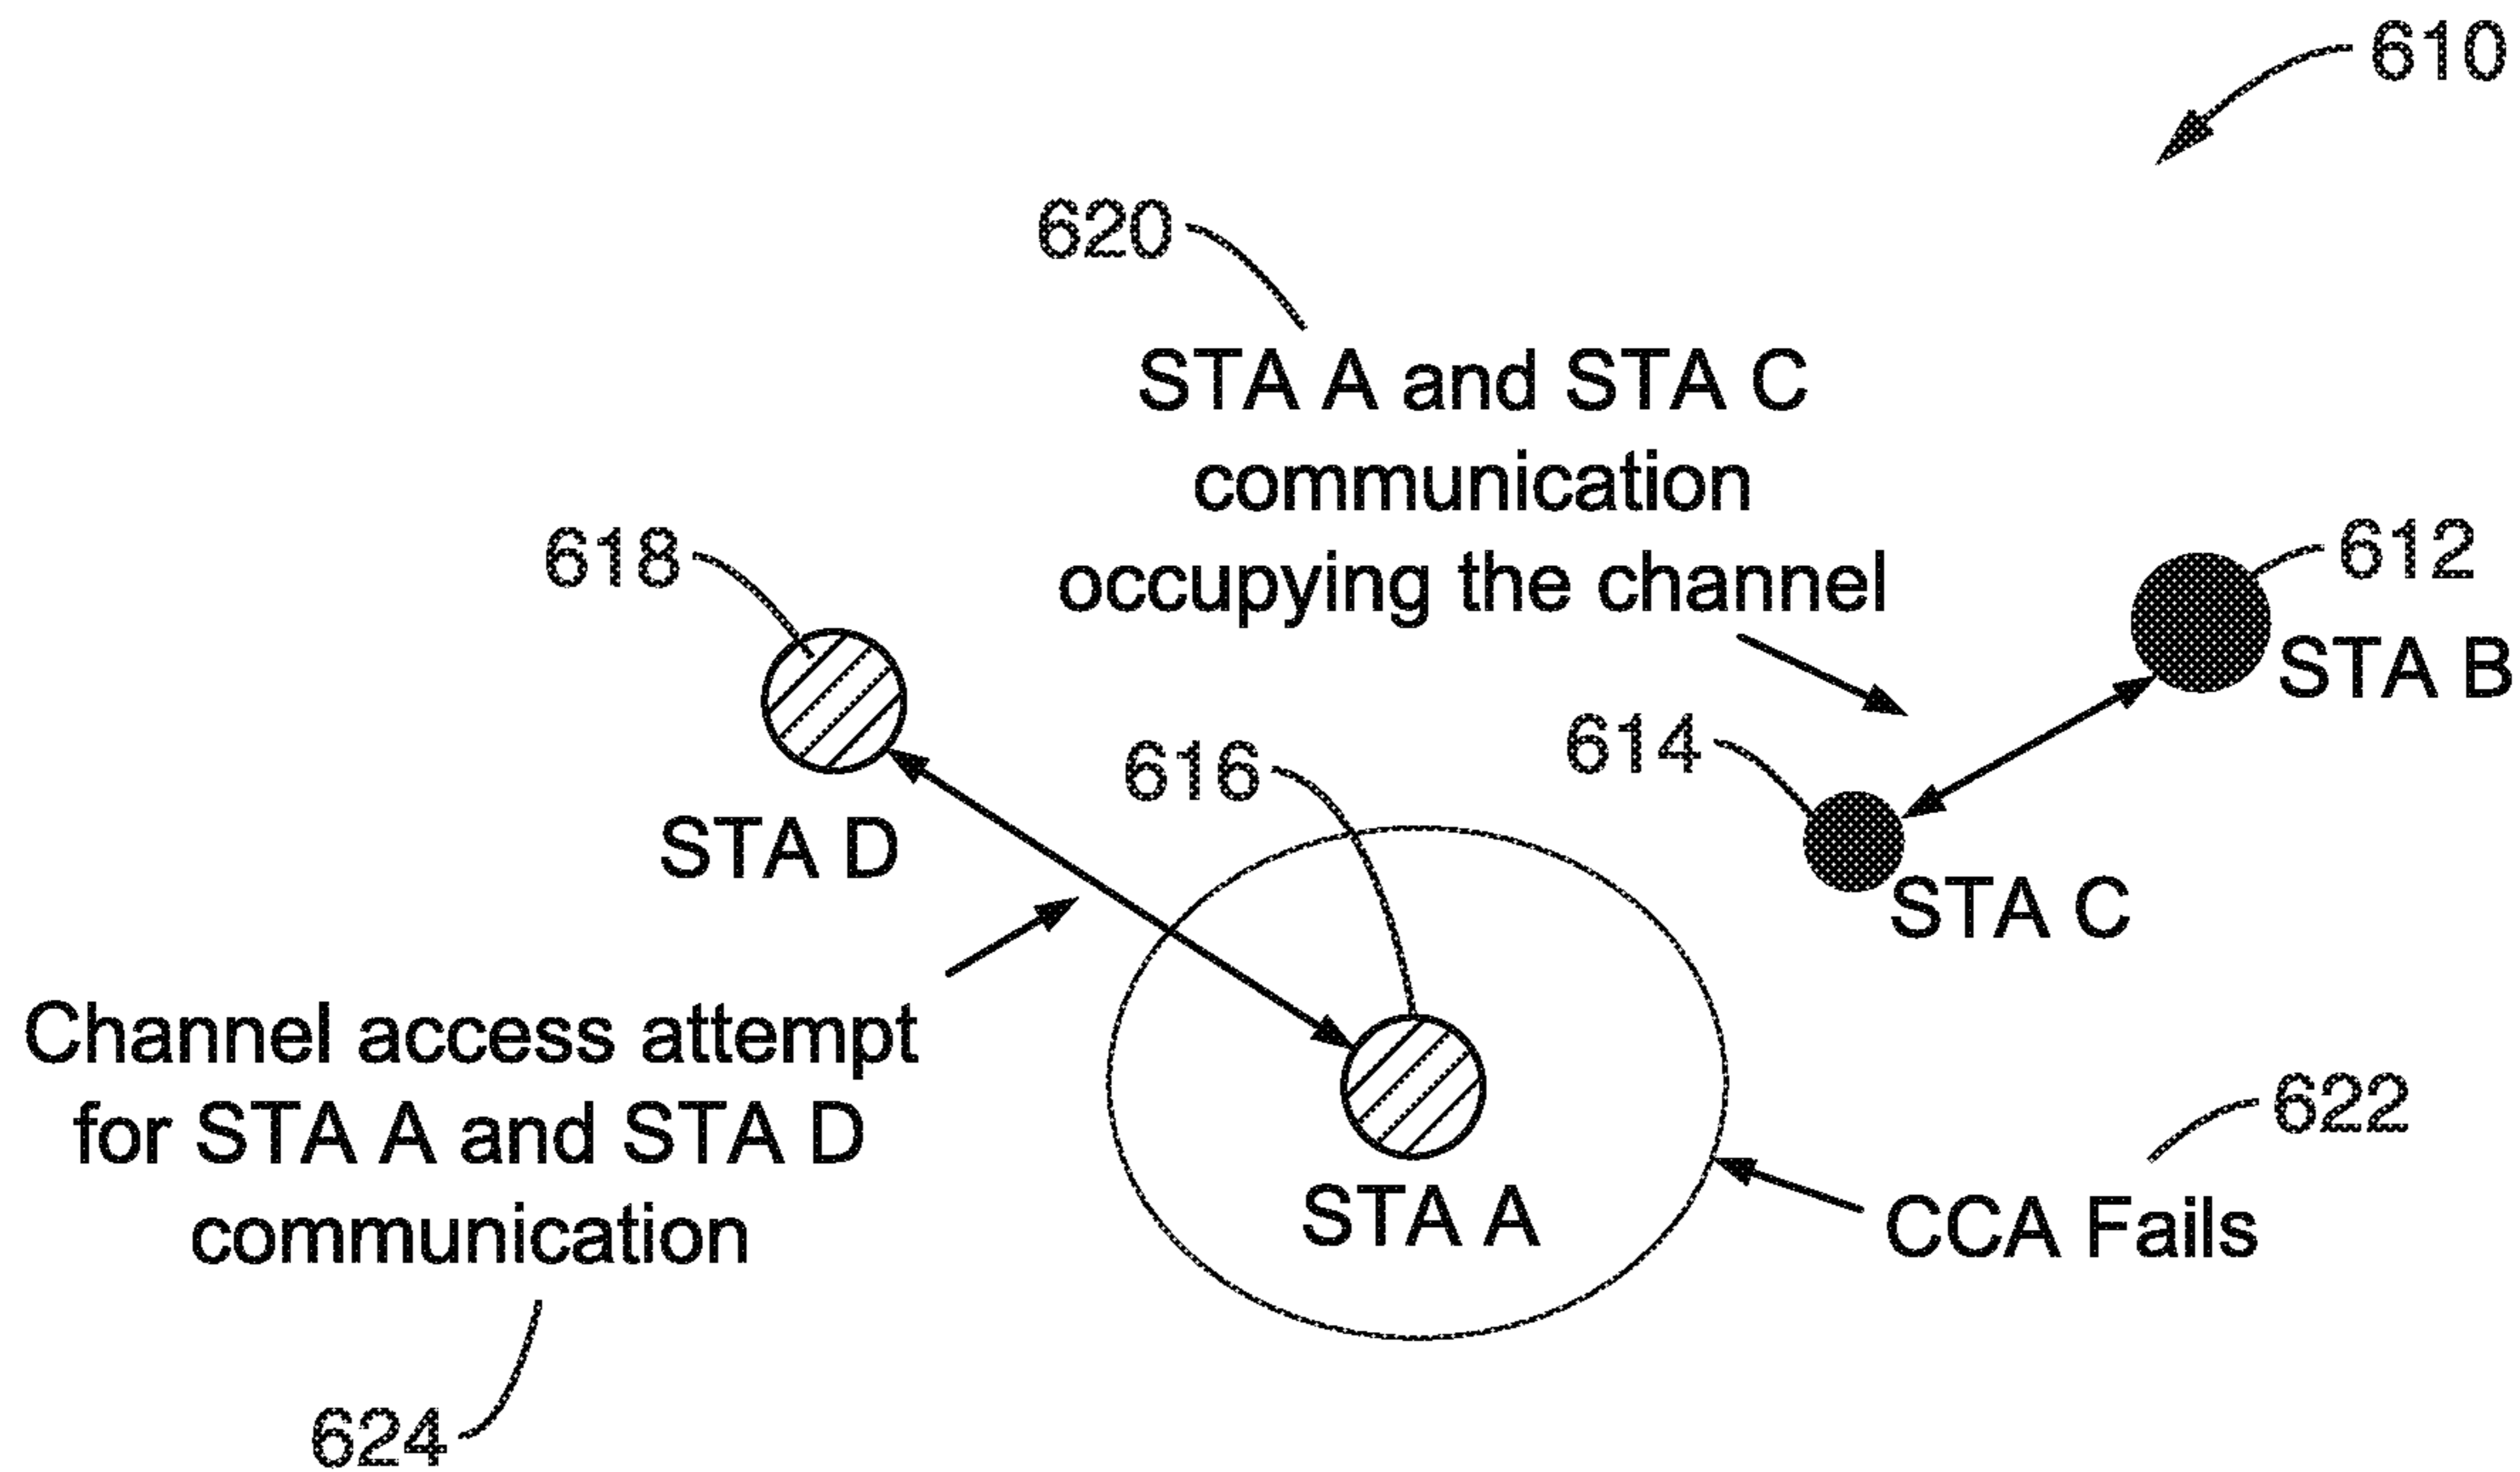 610
620
STA A and STA C
communication
occupying the channel
618
612
STA B
614
616
STA D
STA C
Channel access attempt
for STA A and STA D
communication
STA A
622
CCA Fails
624